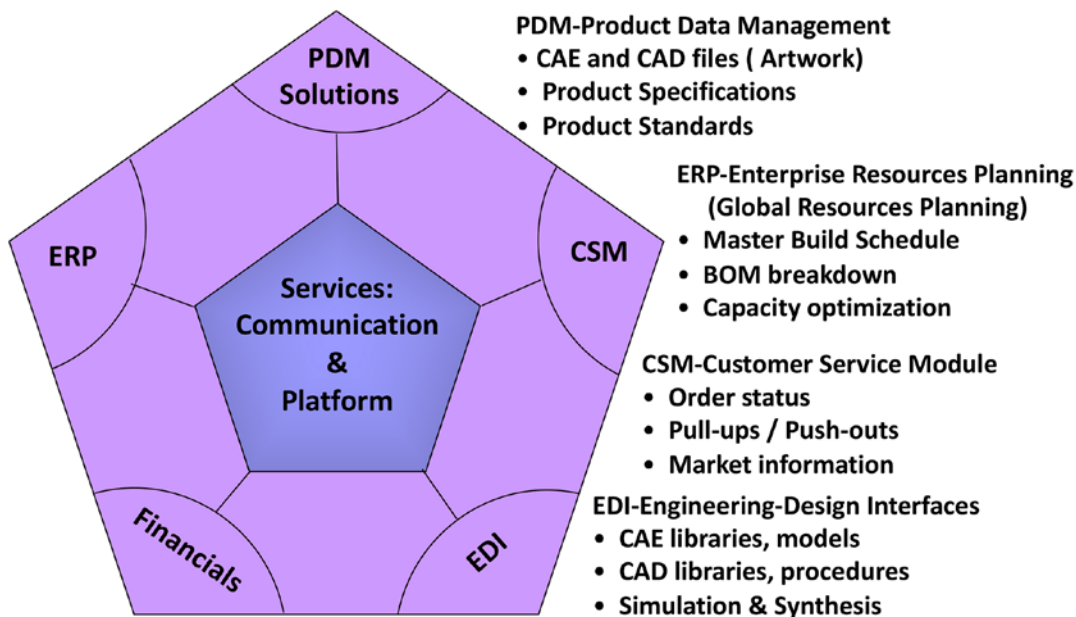 PDM
Solutions
ERP
CSM
Services:
Communication
&
Platform
Financials
EDI
PDM-Product Data Management
• CAE and CAD files ( Artwork)
• Product Specifications
• Product Standards
ERP-Enterprise Resources Planning
(Global Resources Planning)
• Master Build Schedule
• BOM breakdown
• Capacity optimization
CSM-Customer Service Module
• Order status
• Pull-ups / Push-outs
• Market information
EDI-Engineering-Design Interfaces
• CAE libraries, models
• CAD libraries, procedures
• Simulation & Synthesis